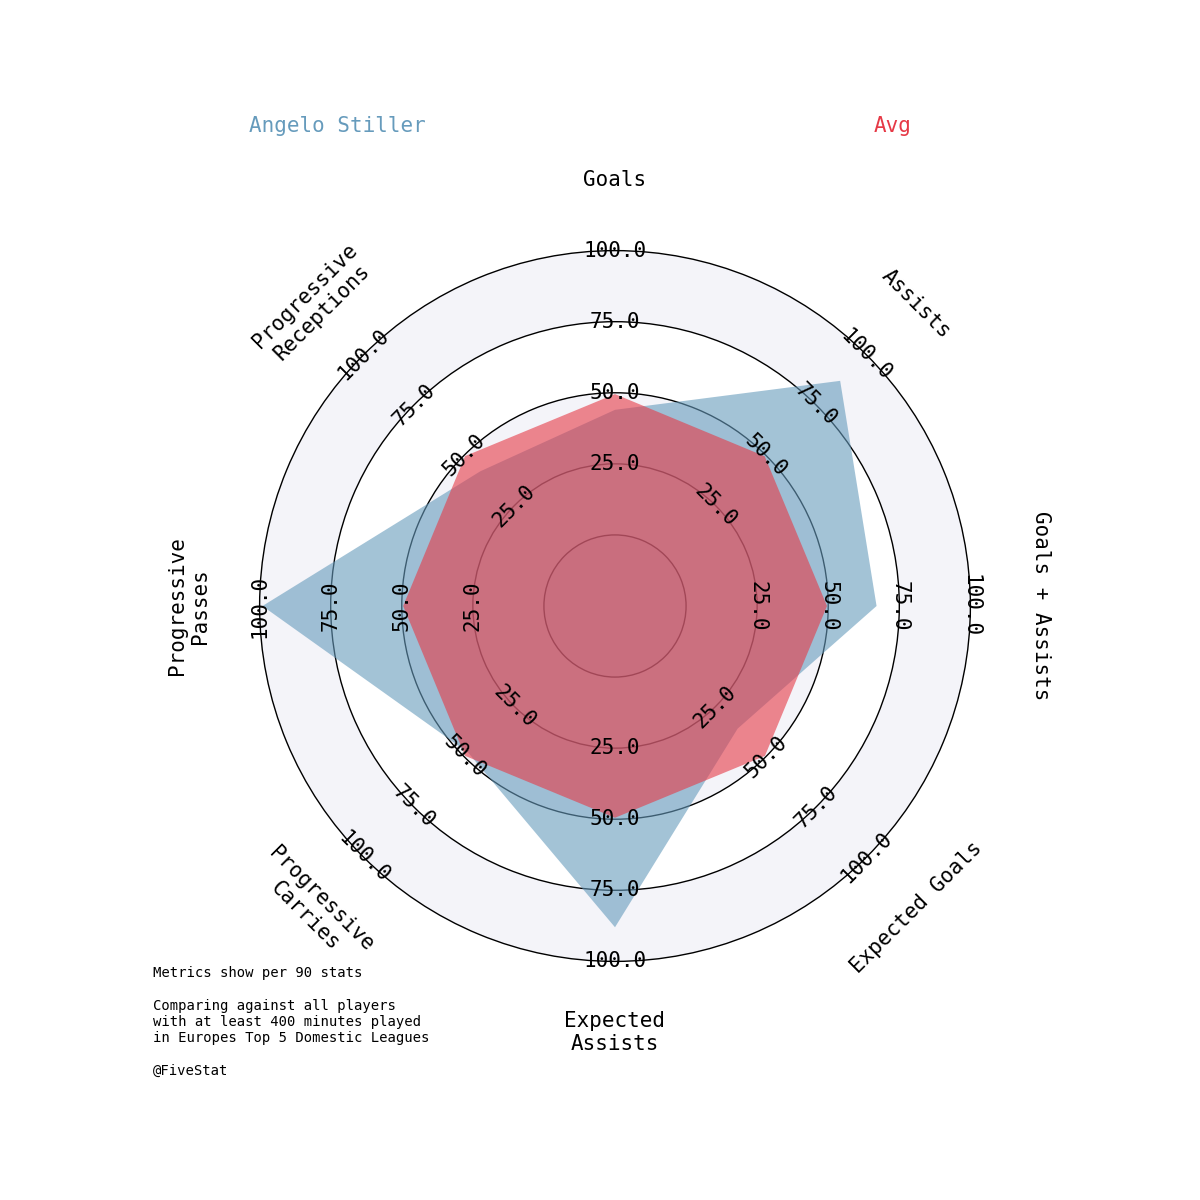 Angelo Stiller
Avg
Goals
Progressive
Receptions
Assists
100.0
100.0
100.0
75.0
75.0
75.0
50.0
50.0
50.0
25.0
25.0
25.0
Progressive
Passes
100.0
75.0
50.0
25.0
25.0
50.0
75.0
100.0
Goals + Assists
25.0
25.0
25.0
50.0
50.0
50.0
75.0
75.0
75.0
100.0
100.0
100.0
Progressive
Carries
Expected Goals
Expected
Assists
Metrics show per 90 stats
Comparing against all players
with at least 400 minutes played
in Europes Top 5 Domestic Leagues
@FiveStat